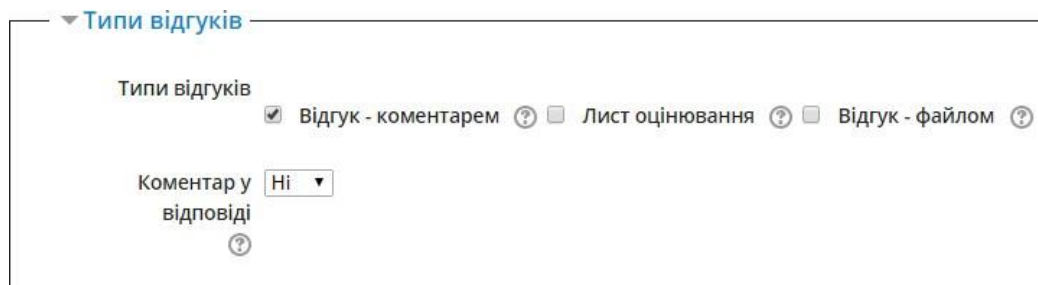 Типи відгуків
Типи відгуків
Відгук - коментарем ? Лист оцінювання ? Відгук - файлом ?
Коментар у Ні
відповіді
?